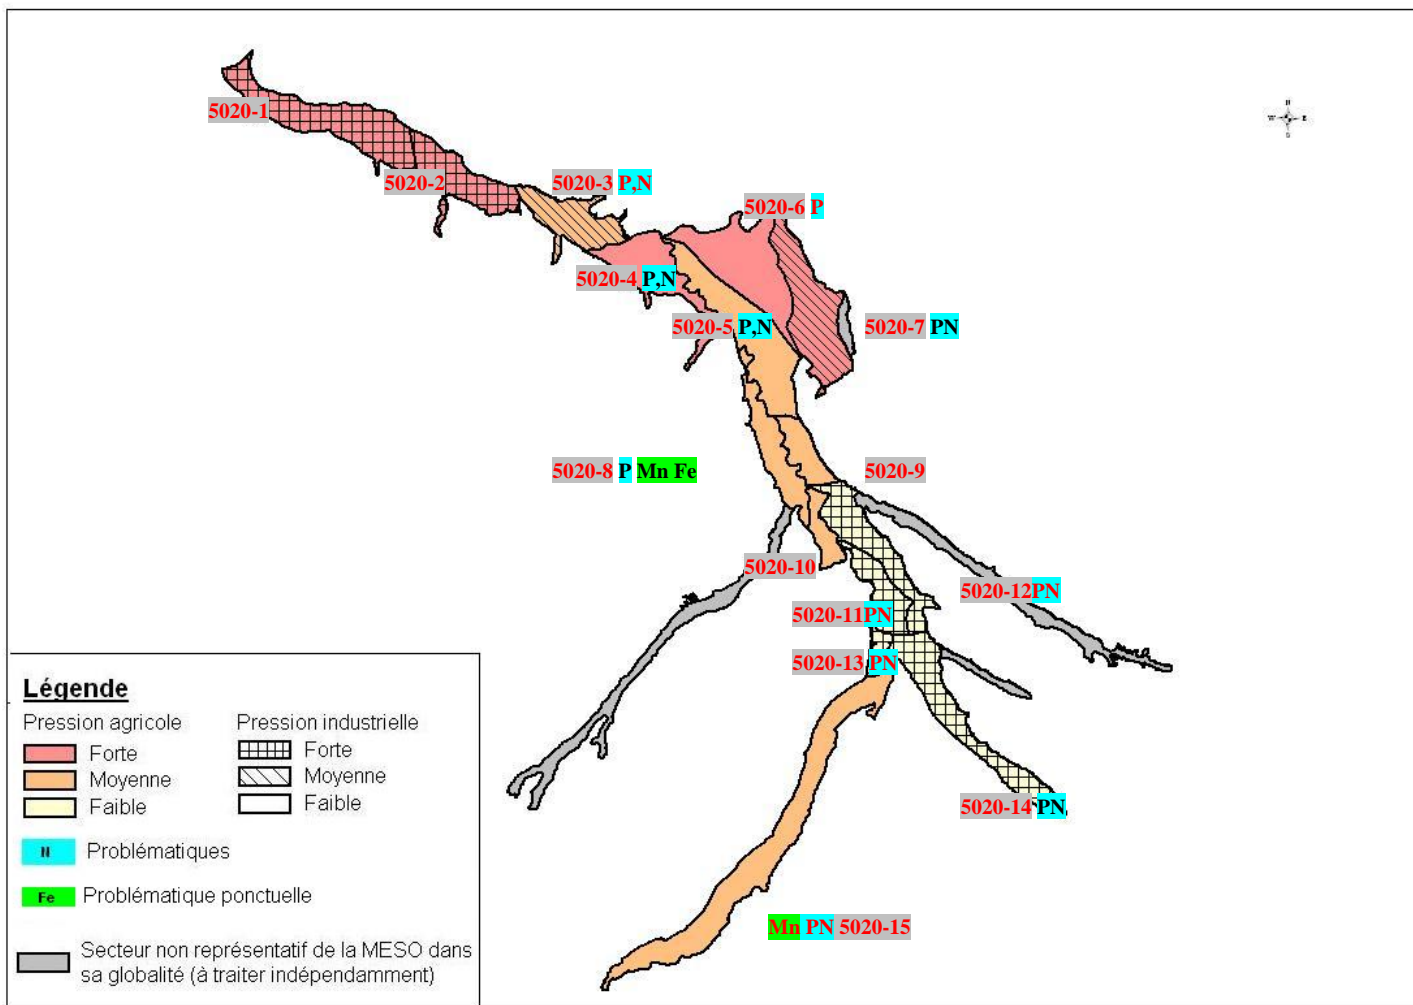 N
W E
S
5020-1
5020-2
5020-3 P,N
5020-6 P
5020-4 P,N
5020-5 P,N
5020-7 PN
5020-8 P Mn Fe
5020-9
5020-10
5020-12PN
5020-11PN
5020-13 PN
5020-14 PN
Mn PN 5020-15
Légende
Pression agricole
Forte
Moyenne
Faible
Pression industrielle
Forte
Moyenne
Faible
N Problématiques
Fe Problématique ponctuelle
Secteur non représentatif de la MESO dans
sa globalité (à traiter indépendamment)